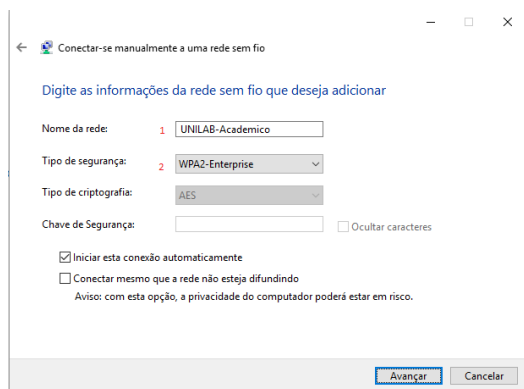 Conectar-se manualmente a uma rede sem fio
Digite as informações da rede sem fio que deseja adicionar
Nome da rede: 1 UNILAB-Academico
Tipo de segurança: 2 WPA2-Enterprise
Tipo de criptografia: AES
Chave de Segurança: Ocultar caracteres
Iniciar esta conexão automaticamente
Conectar mesmo que a rede não esteja difundindo
Aviso: com esta opção, a privacidade do computador poderá estar em risco.
Avançar Cancelar